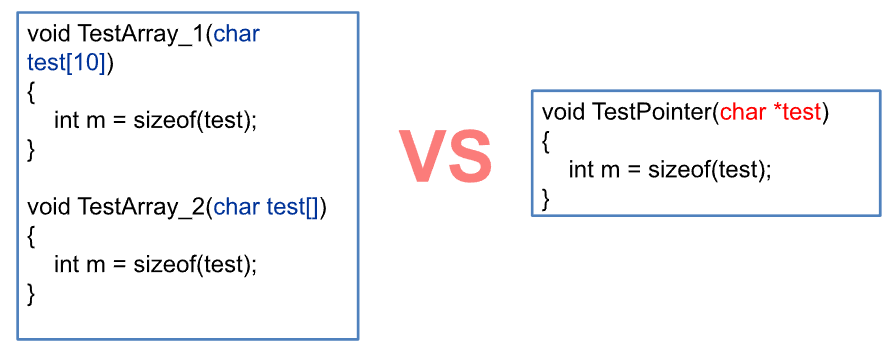 void TestArray_1(char
test[10])
{
int m = sizeof(test);
}
void TestArray_2(char test[])
{
int m = sizeof(test);
}
VS
void TestPointer(char *test)
{
int m = sizeof(test);
}